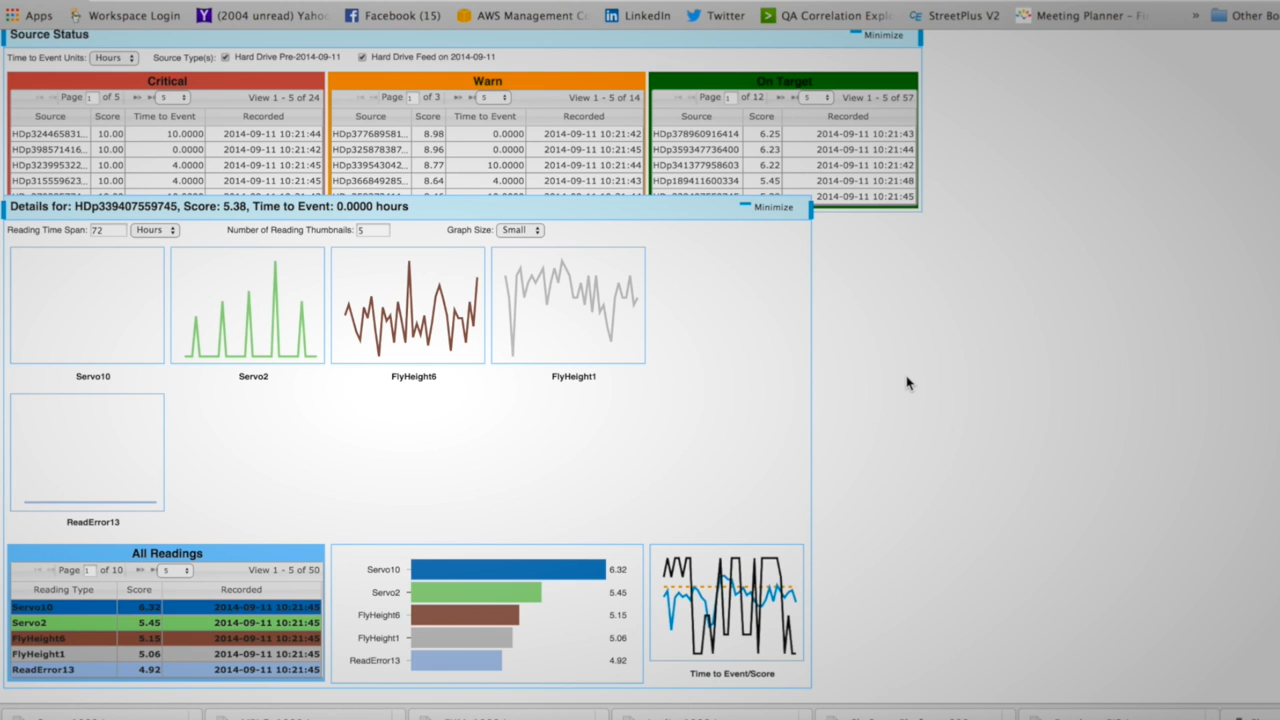 Apps Workspace Login (2004 unread) Yaho Facebook (15) AWS Management C LinkedIn Twitter QA Correlation Expl StreetPlus V2 Meeting Planner – Fi » Other Bo
Source Status Minimize
Time to Event Units: Hours Source Type(s): Hard Drive Pre-2014-09-11 Hard Drive Feed on 2014-09-11
Critical Warn On Target
Page 1 of 5 5 View 1 - 5 of 24 Page 1 of 3 5 View 1 - 5 of 14 Page 1 of 12 5 View 1 - 5 of 57
Source Score Time to Event Recorded Source Score Time to Event Recorded Source Score Recorded
HDp324465831... 10.00 10.0000 2014-09-11 10:21:44 HDp377689581... 8.98 0.0000 2014-09-11 10:21:42 HDp378960916414 6.25 2014-09-11 10:21:43
HDp398571416... 10.00 0.0000 2014-09-11 10:21:42 HDp325878387... 8.96 0.0000 2014-09-11 10:21:45 HDp359347736400 6.23 2014-09-11 10:21:44
HDp323995322... 10.00 4.0000 2014-09-11 10:21:44 HDp339543042... 8.77 10.0000 2014-09-11 10:21:44 HDp341377958603 6.22 2014-09-11 10:21:42
HDp315559623... 10.00 4.0000 2014-09-11 10:21:45 HDp366849285... 8.64 4.0000 2014-09-11 10:21:43 HDp189411600334 5.45 2014-09-11 10:21:48
2014-09-11 10:21:45
Details for: HDp339407559745, Score: 5.38, Time to Event: 0.0000 hours Minimize
Reading Time Span: 72 Hours Number of Reading Thumbnails: 5 Graph Size: Small
Servo10 Servo2 FlyHeight6 FlyHeight1
ReadError13
All Readings
Page 1 of 10 5 View 1 - 5 of 50
Reading Type Score Recorded
Servo10 6.32 2014-09-11 10:21:45
Servo2 5.45 2014-09-11 10:21:45
FlyHeight6 5.15 2014-09-11 10:21:45
FlyHeight1 5.06 2014-09-11 10:21:45
ReadError13 4.92 2014-09-11 10:21:45
Servo10 6.32
Servo2 5.45
FlyHeight6 5.15
FlyHeight1 5.06
ReadError13 4.92
Time to Event/Score